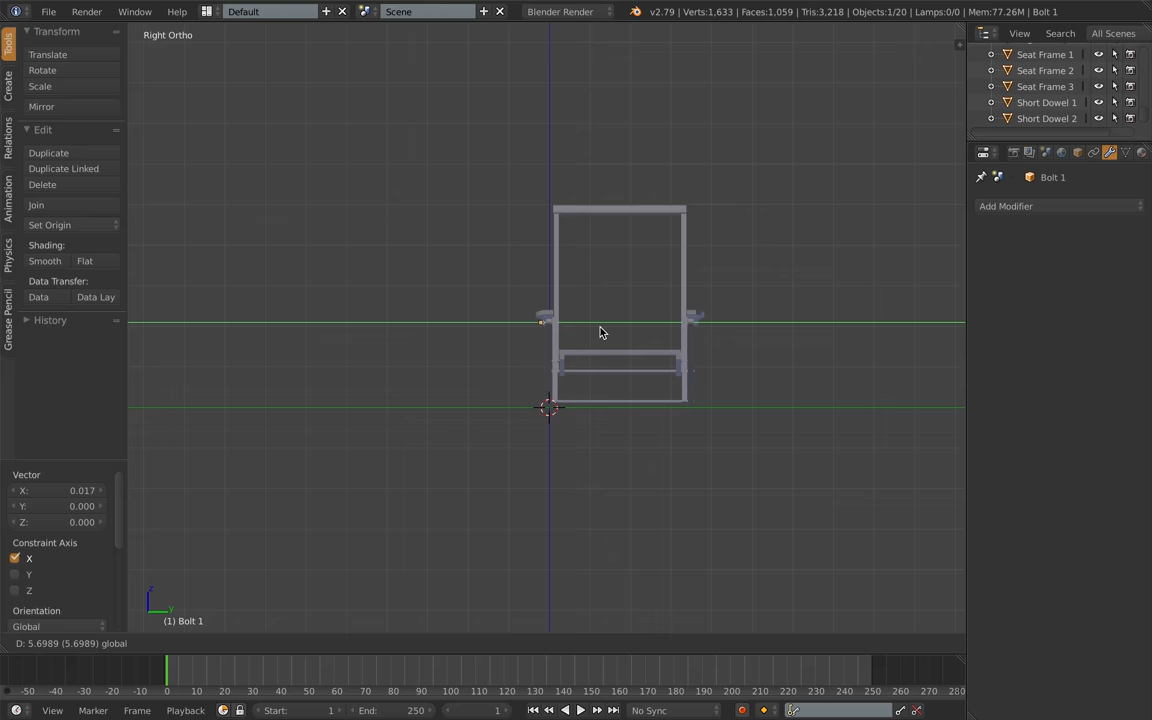 File Render Window Help Default Scene Blender Render v2.79 | Verts:1,633 | Faces:1,059 | Tris:3,218 | Objects:1/20 | Lamps:0/0 | Mem:77.26M | Bolt 1
Tools
Create
Relations
Animation
Physics
Grease Pencil
Transform
Translate
Rotate
Scale
Mirror
Edit
Duplicate
Duplicate Linked
Delete
Join
Set Origin
Shading:
Smooth Flat
Data Transfer:
Data Data Lay
History
Vector
X: 0.017
Y: 0.000
Z: 0.000
Constraint Axis
X
Y
Z
Orientation
Global
Right Ortho
z
y
(1) Bolt 1
D: 5.6989 (5.6989) global
View Search All Scenes
Seat Frame 1
Seat Frame 2
Seat Frame 3
Short Dowel 1
Short Dowel 2
Bolt 1
Add Modifier
-50 -40 -30 -20 -10 0 10 20 30 40 50 60 70 80 90 100 110 120 130 140 150 160 170 180 190 200 210 220 230 240 250 260 270 280
View Marker Frame Playback Start: 1 End: 250 1 No Sync